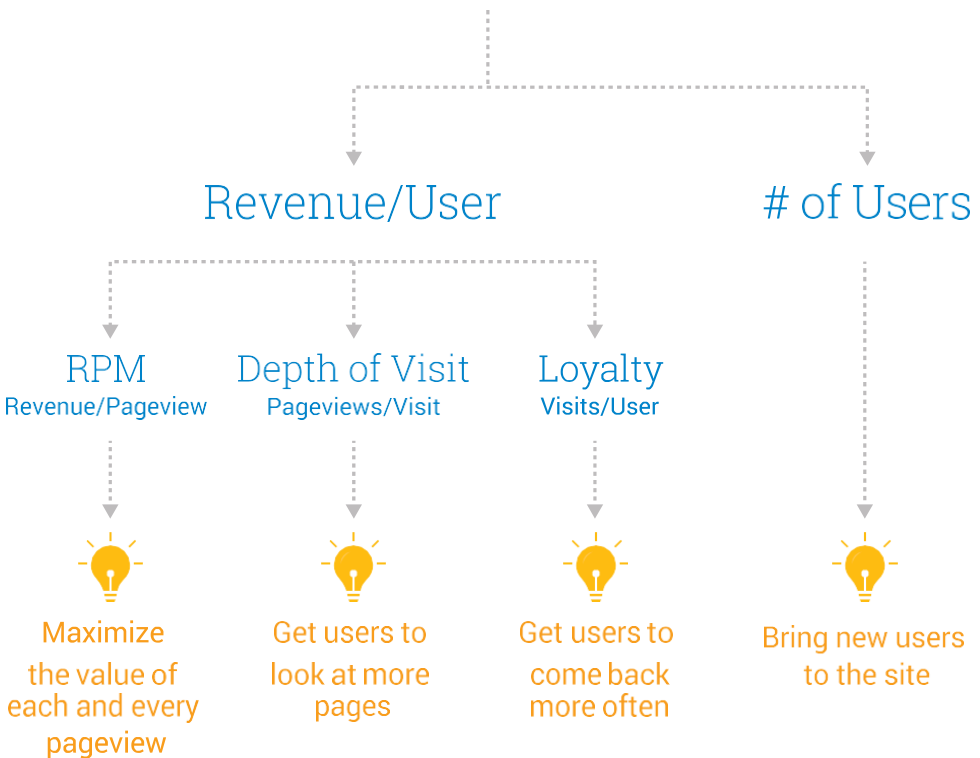 Revenue/User
# of Users
RPM
Revenue/Pageview
Depth of Visit
Pageviews/Visit
Loyalty
Visits/User
Maximize
the value of
each and every
pageview
Get users to
look at more
pages
Get users to
come back
more often
Bring new users
to the site